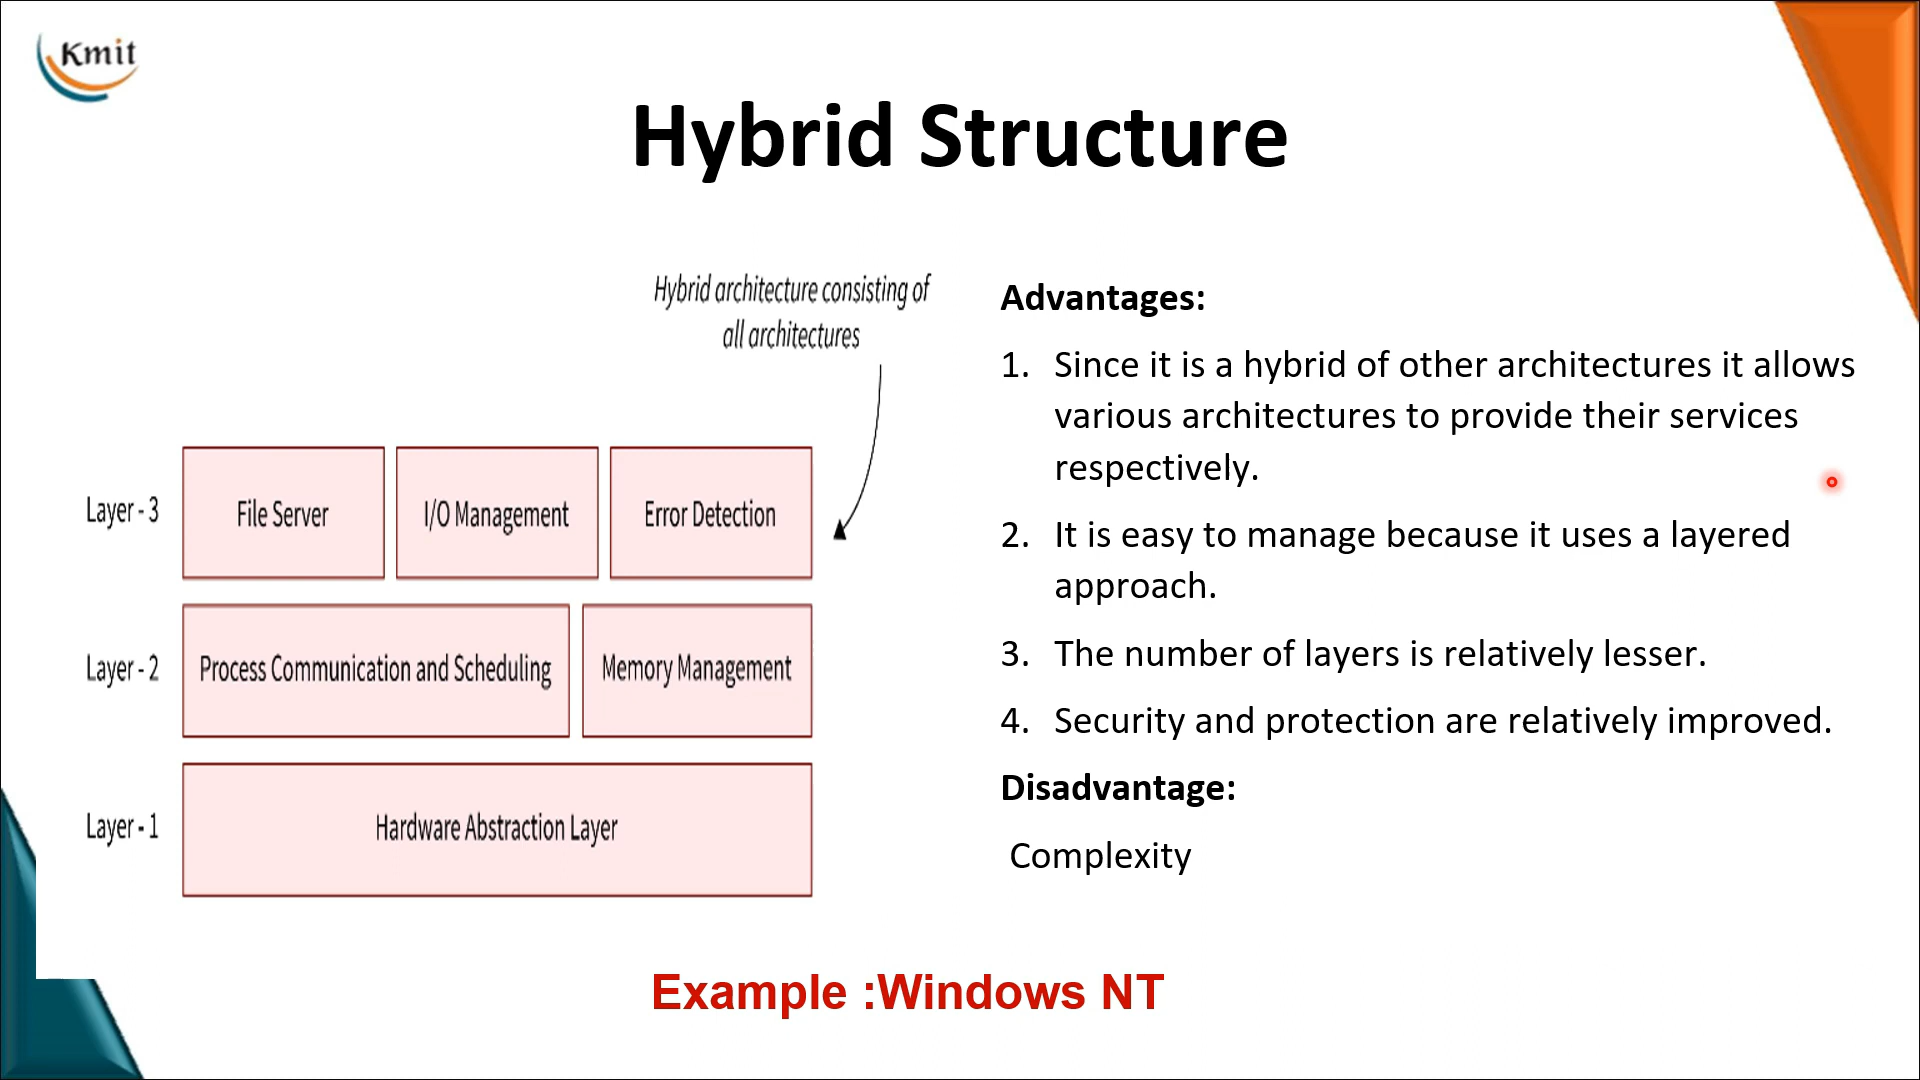 Kmit
Hybrid Structure
Hybrid architecture consisting of
all architectures
Layer - 3
File Server
I/O Management
Error Detection
Layer - 2
Process Communication and Scheduling
Memory Management
Layer - 1
Hardware Abstraction Layer
Advantages:
1. Since it is a hybrid of other architectures it allows
various architectures to provide their services
respectively.
2. It is easy to manage because it uses a layered
approach.
3. The number of layers is relatively lesser.
4. Security and protection are relatively improved.
Disadvantage:
Complexity
Example :Windows NT